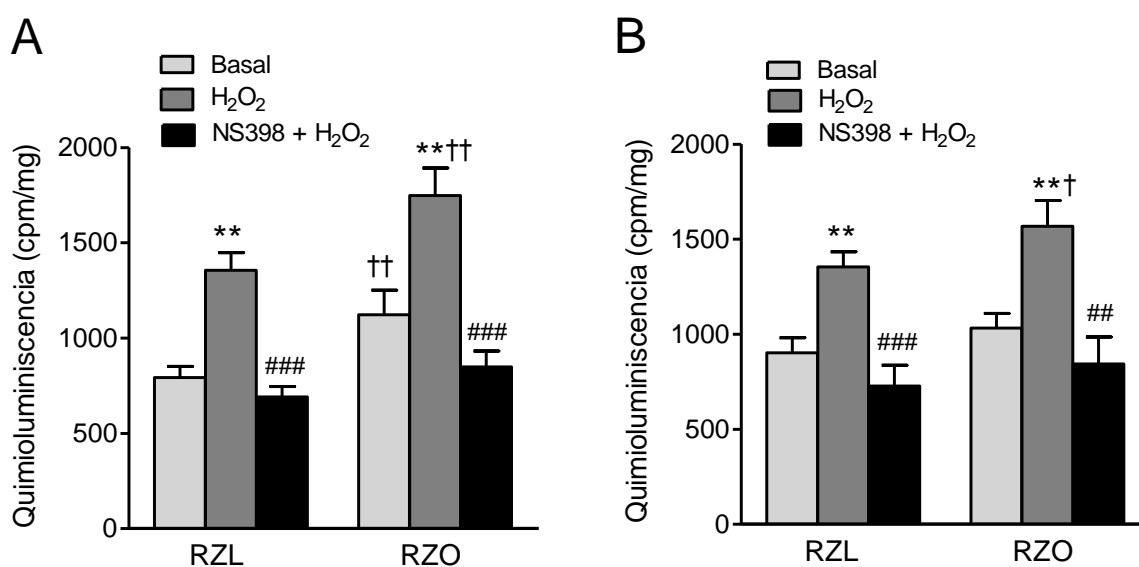 A
Basal
H₂O₂
NS398 + H₂O₂
Quimioluminiscencia (cpm/mg)
2000
1500
1000
500
0
**
###
††
**††
###
RZL
RZO
B
Basal
H₂O₂
NS398 + H₂O₂
Quimioluminiscencia (cpm/mg)
2000
1500
1000
500
0
**
###
**†
##
RZL
RZO